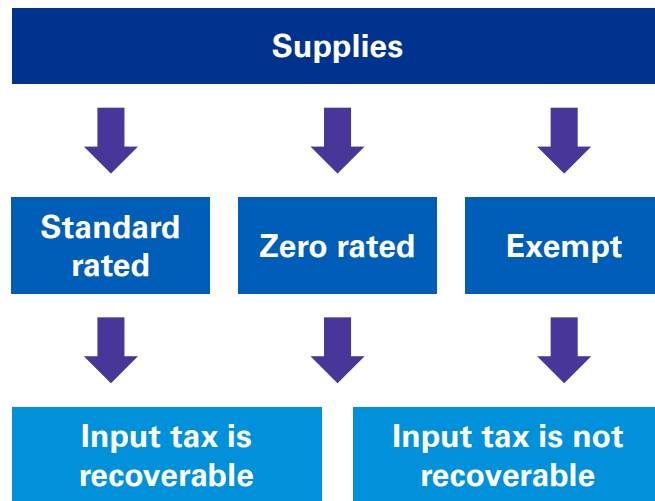 Supplies
Standard
rated
Zero rated
Exempt
Input tax is
recoverable
Input tax is not
recoverable